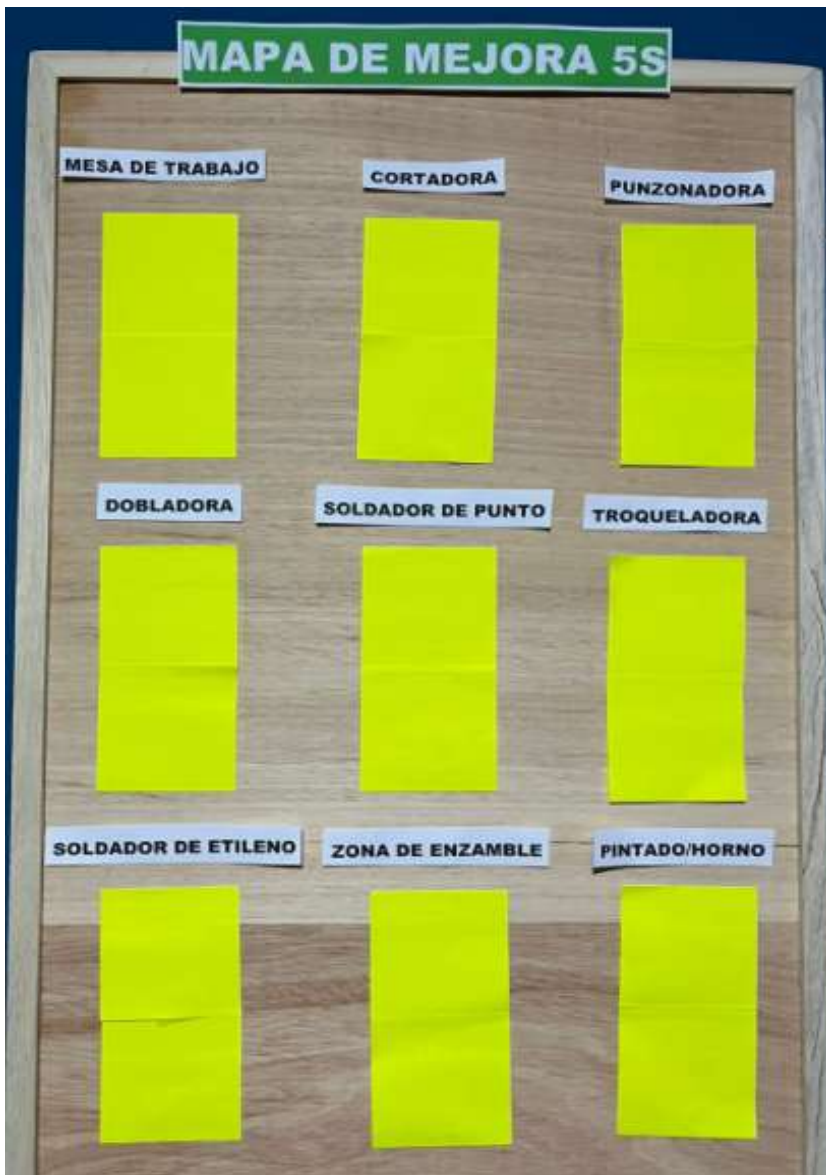 MAPA DE MEJORA 5S
MESA DE TRABAJO
CORTADORA
PUNZONADORA
DOBLADORA
SOLDADOR DE PUNTO
TROQUELADORA
SOLDADOR DE ETILENO
ZONA DE ENZAMBLE
PINTADO/HORNO